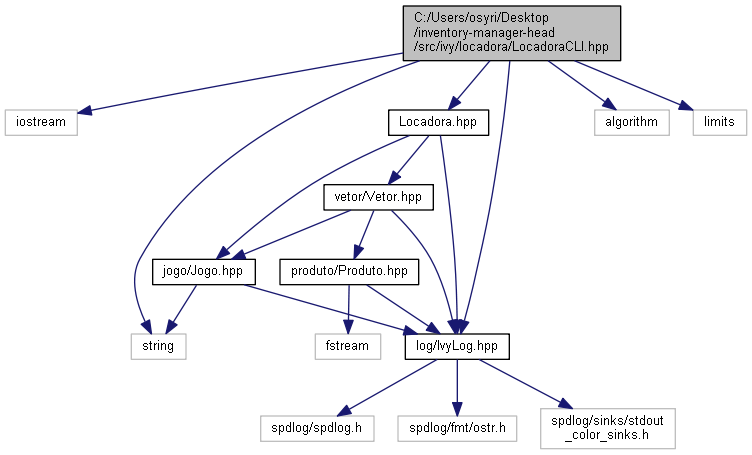 C:/Users/osyri/Desktop
/inventory-manager-head
/src/ivy/locadora/LocadoraCLI.hpp
iostream
Locadora.hpp
algorithm
limits
vetor/Vetor.hpp
jogo/Jogo.hpp
produto/Produto.hpp
string
fstream
log/IvyLog.hpp
spdlog/spdlog.h
spdlog/fmt/ostr.h
spdlog/sinks/stdout
_color_sinks.h